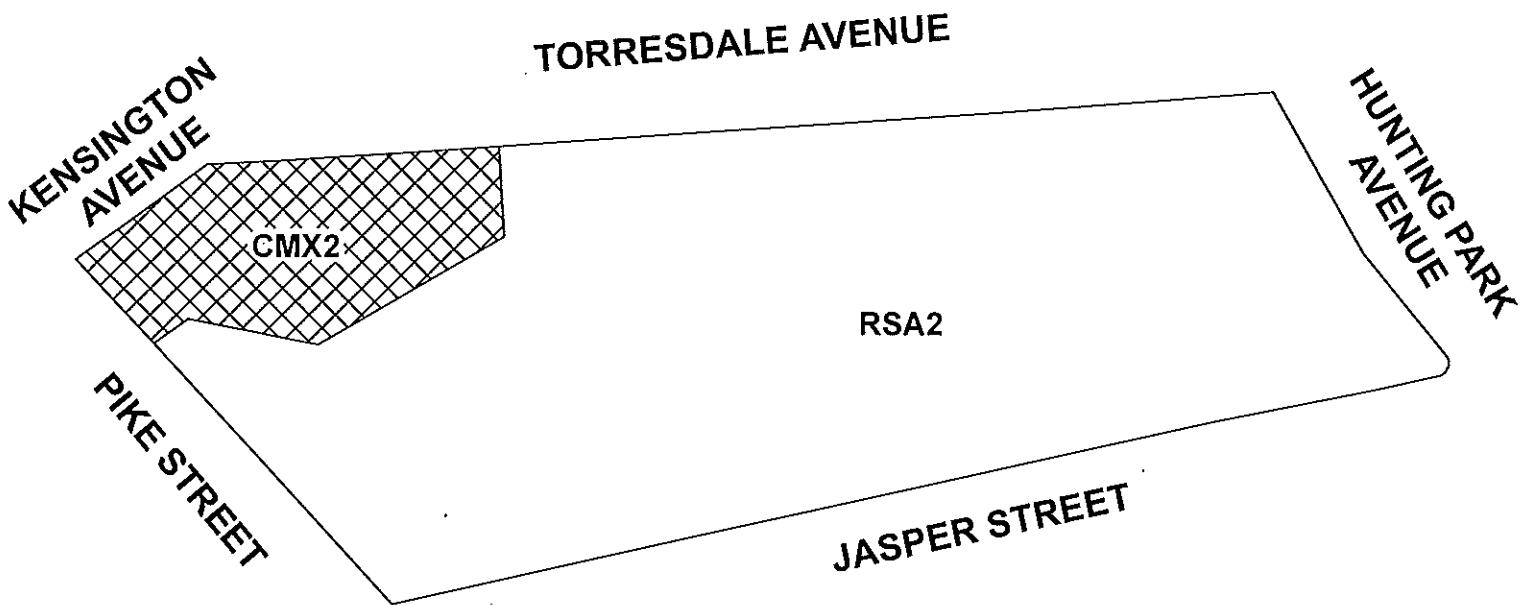 TORRESDALE AVENUE
KENSINGTON
AVENUE
HUNTING PARK
AVENUE
CMX2
RSA2
PIKE STREET
JASPER STREET